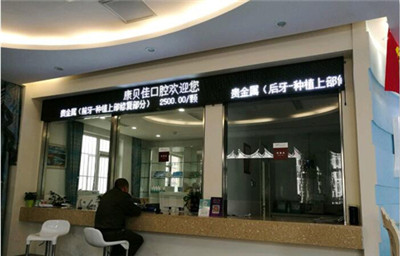 康贝佳口腔欢迎您
贵金属（后牙-种植上部修复部分） 2500.00/颗
贵金属（后牙-种植上部修